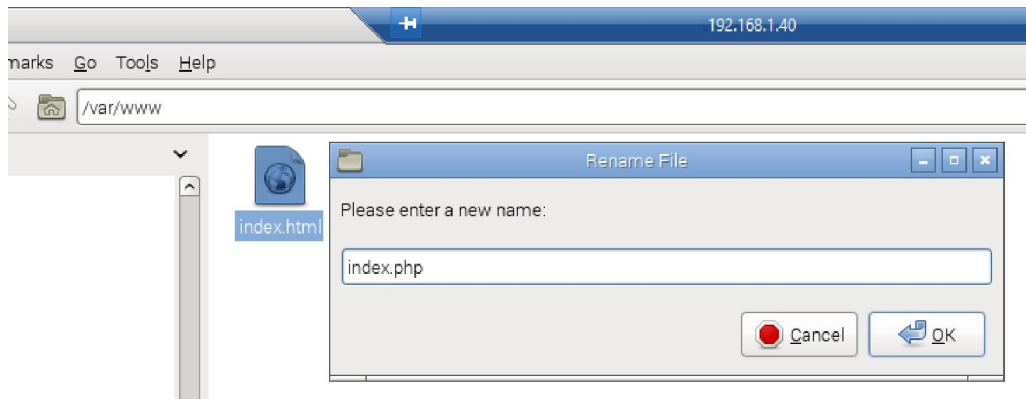 192.168.1.40
marks Go Tools Help
/var/www
Rename File
index.html
Please enter a new name:
index.php
Cancel OK